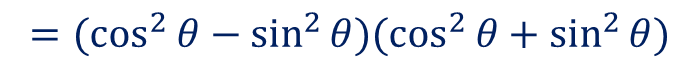 = (cos² θ − sin² θ)(cos² θ + sin² θ)